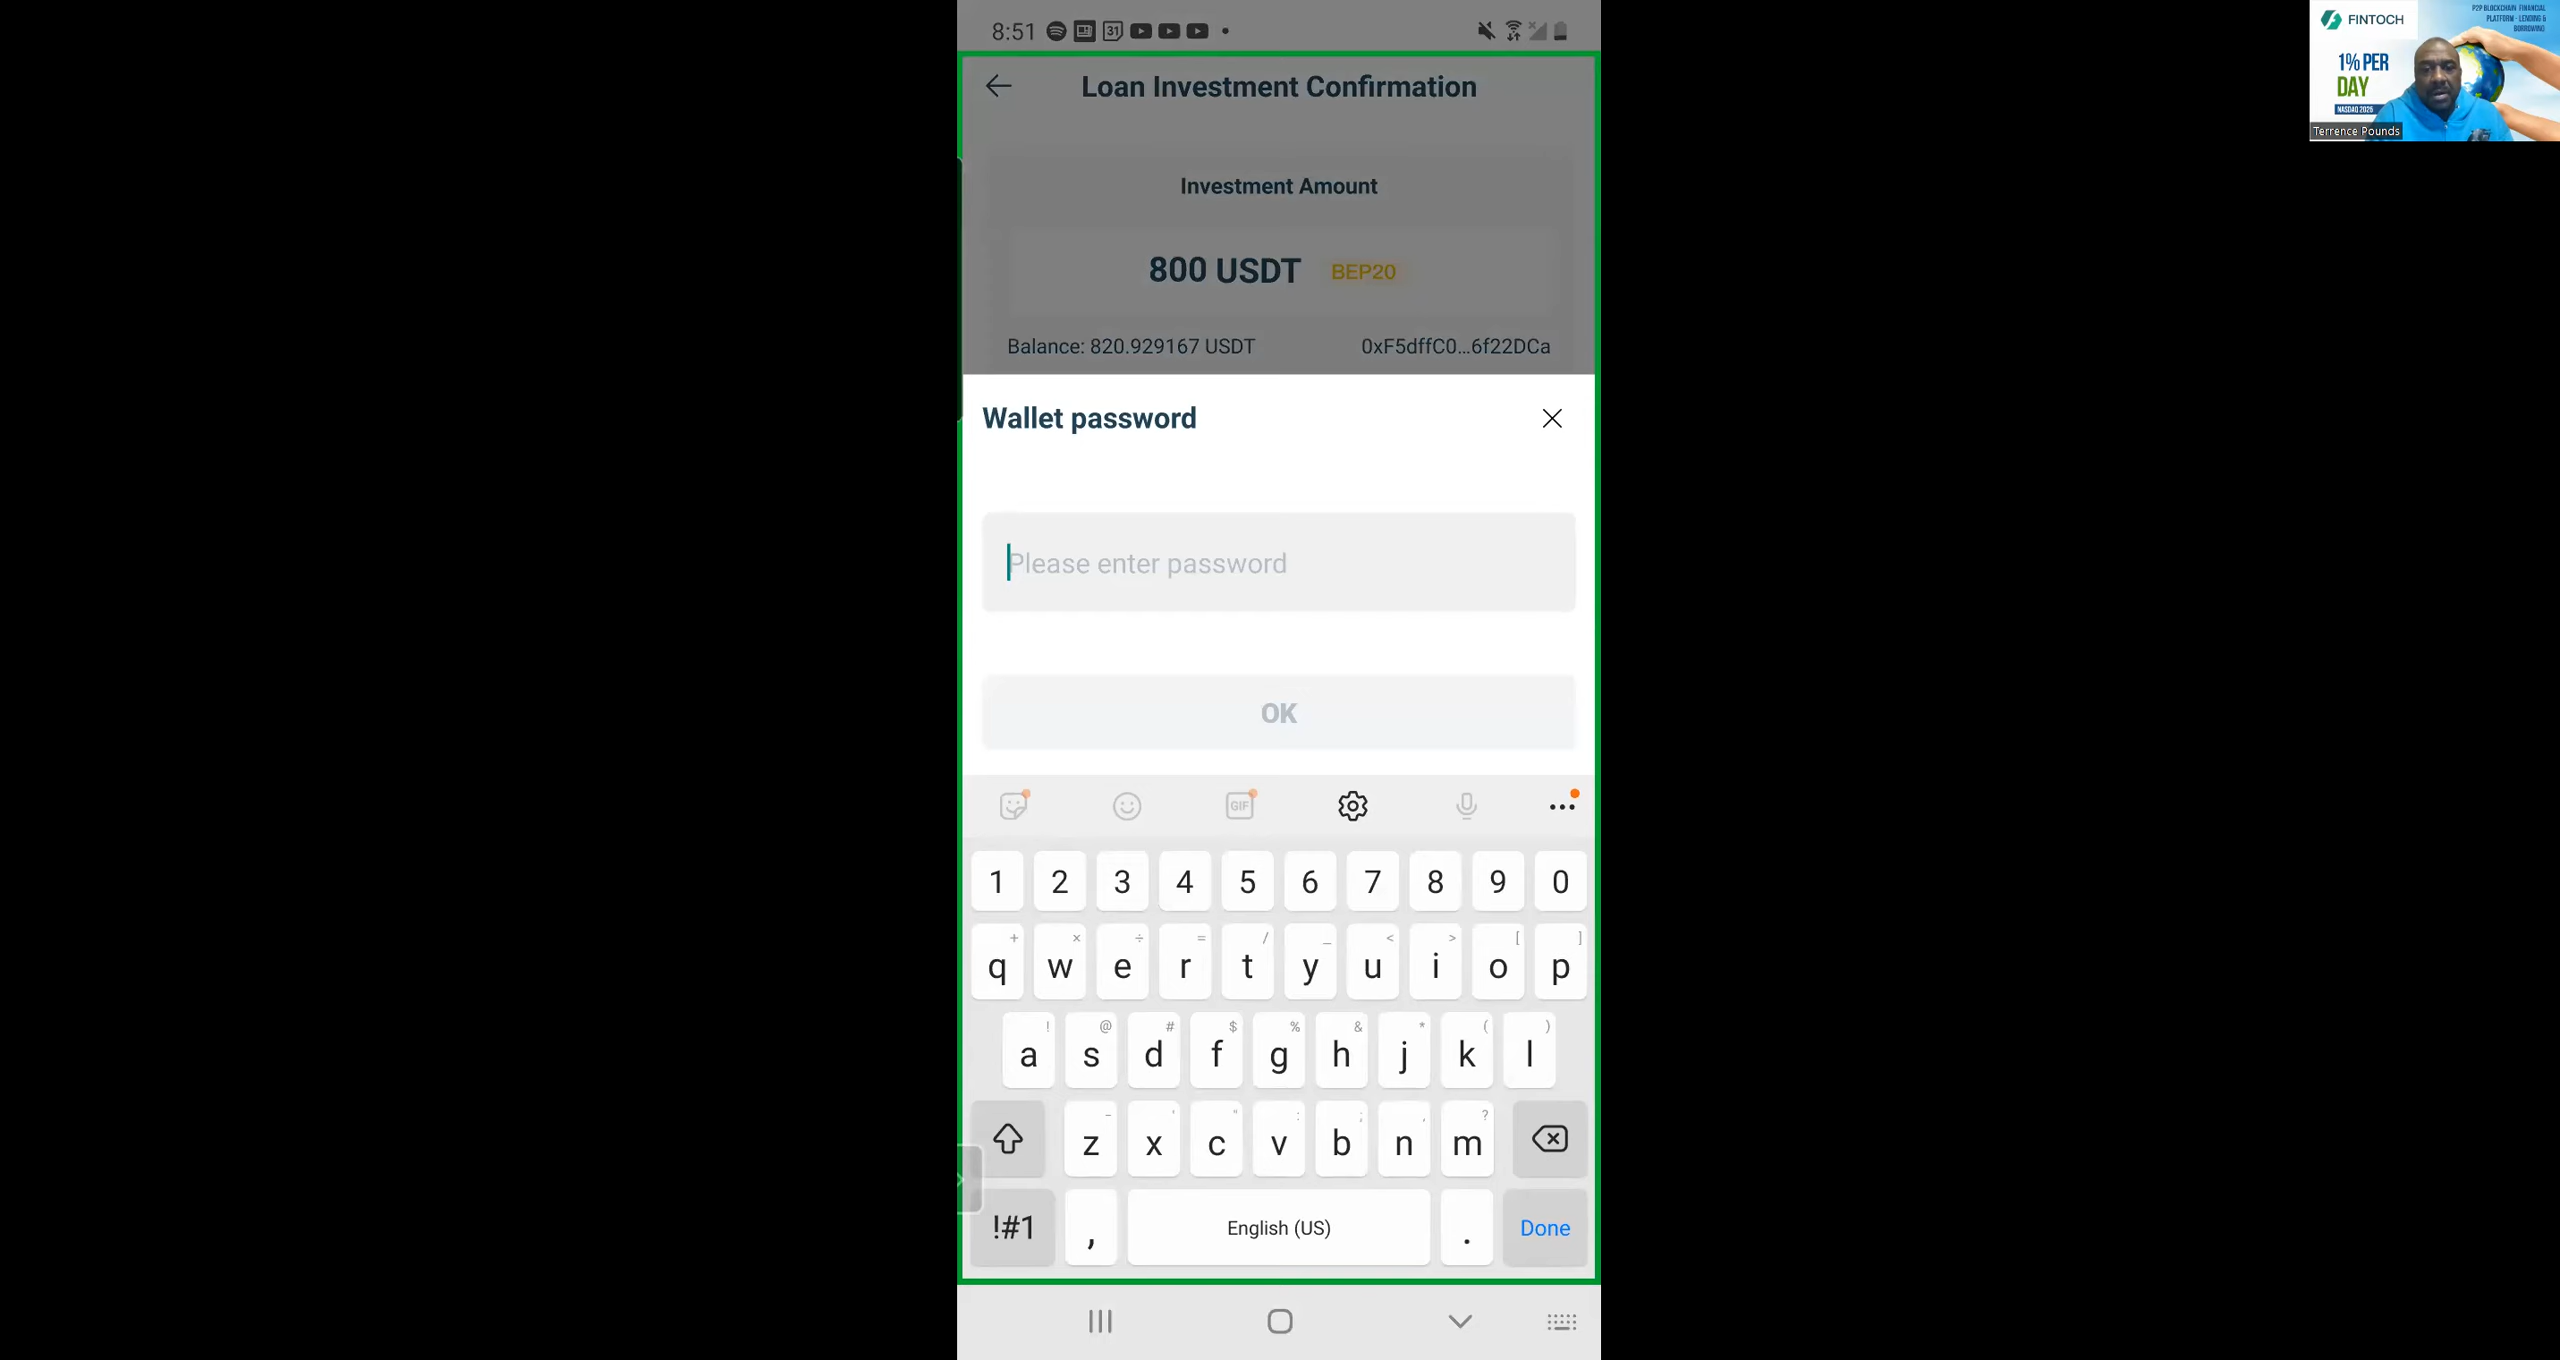 8:51
31
Loan Investment Confirmation
Investment Amount
800 USDT BEP20
Balance: 820.929167 USDT 0xF5dffC0...6f22DCa
Wallet password
Please enter password
OK
GIF
1 2 3 4 5 6 7 8 9 0
+ × ÷ = / _ < > [ ]
q w e r t y u i o p
! @ # $ % & * ( )
a s d f g h j k l
- ' " : ; , ?
z x c v b n m
!#1 , English (US) . Done
FINTOCH
P2P BLOCKCHAIN FINANCIAL
PLATFORM - LENDING &
BORROWING
1% PER
DAY
NASDAQ 2025
Terrence Pounds